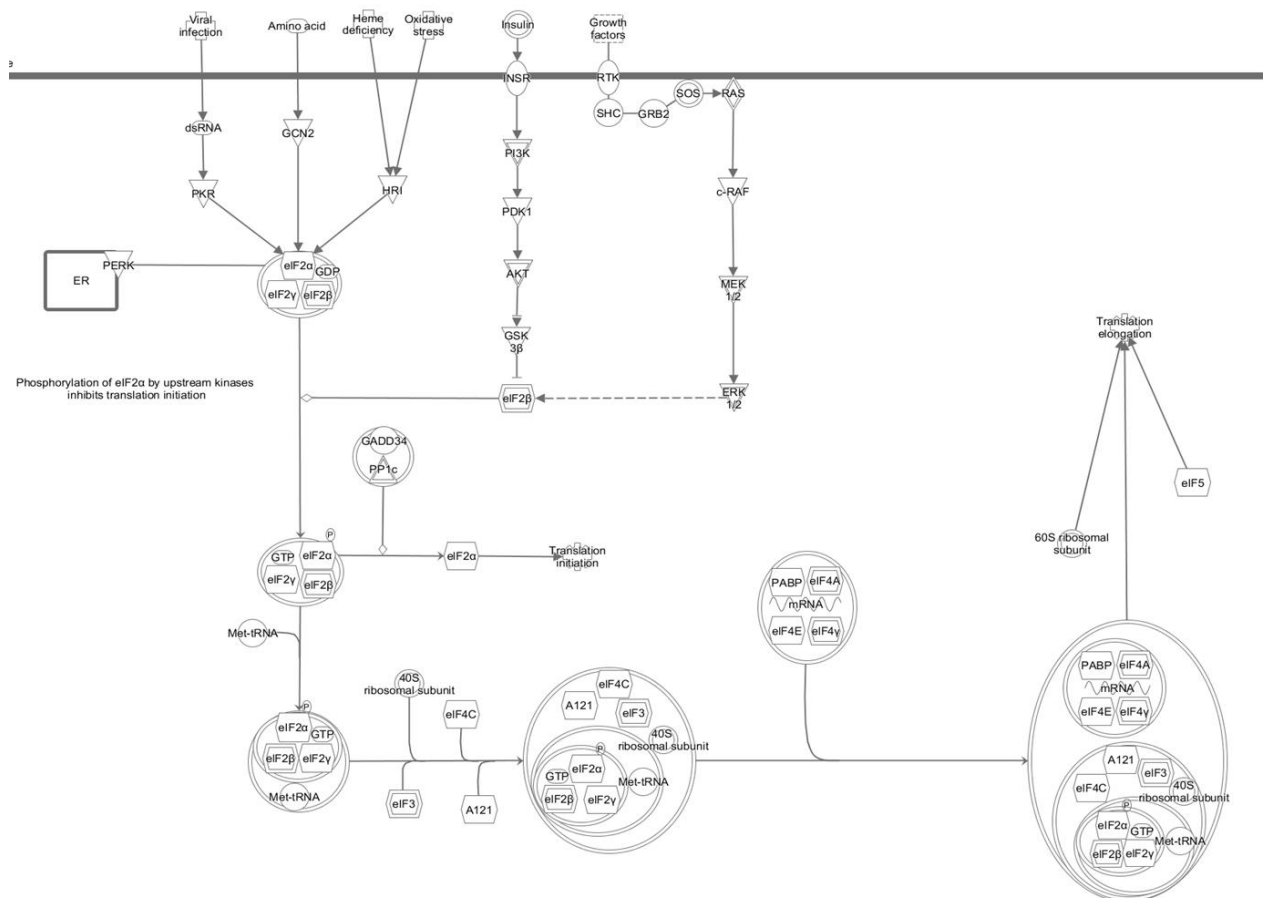 Viral
infection
Amino acid
Heme
deficiency
Oxidative
stress
Insulin
Growth
factors
e
INSR
RTK
SOS
RAS
SHC
GRB2
dsRNA
GCN2
PI3K
PKR
HRI
c-RAF
PDK1
PERK
ER
eIF2α
GDP
eIF2γ
eIF2β
AKT
MEK
1/2
GSK
3β
Translation
elongation
Phosphorylation of eIF2α by upstream kinases
inhibits translation initiation
eIF2β
ERK
1/2
GADD34
PP1c
eIF5
P
GTP
eIF2α
eIF2γ
eIF2β
eIF2α
Translation
initiation
60S ribosomal
subunit
PABP
eIF4A
mRNA
eIF4E
eIF4γ
Met-tRNA
40S
ribosomal subunit
eIF4C
P
eIF2α
GTP
eIF2β
eIF2γ
Met-tRNA
eIF3
A121
eIF4C
A121
eIF3
40S
ribosomal subunit
P
GTP
eIF2α
Met-tRNA
eIF2β
eIF2γ
PABP
eIF4A
mRNA
eIF4E
eIF4γ
A121
eIF3
eIF4C
40S
ribosomal subunit
P
eIF2α
GTP
Met-tRNA
eIF2β
eIF2γ